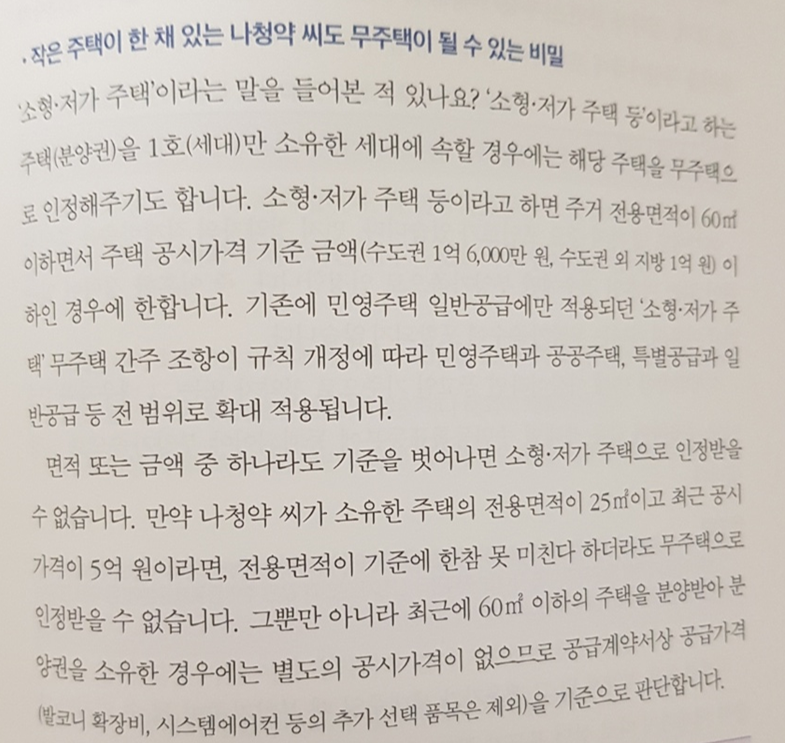 · 작은 주택이 한 채 있는 나청약 씨도 무주택이 될 수 있는 비밀
'소형·저가 주택'이라는 말을 들어본 적 있나요? '소형·저가 주택 등'이라고 하는
주택(분양권)을 1호(세대)만 소유한 세대에 속할 경우에는 해당 주택을 무주택으
로 인정해주기도 합니다. 소형·저가 주택 등이라고 하면 주거 전용면적이 60㎡
이하면서 주택 공시가격 기준 금액(수도권 1억 6,000만 원, 수도권 외 지방 1억 원) 이
하인 경우에 한합니다. 기존에 민영주택 일반공급에만 적용되던 '소형·저가 주
택' 무주택 간주 조항이 규칙 개정에 따라 민영주택과 공공주택, 특별공급과 일
반공급 등 전 범위로 확대 적용됩니다.
면적 또는 금액 중 하나라도 기준을 벗어나면 소형·저가 주택으로 인정받을
수 없습니다. 만약 나청약 씨가 소유한 주택의 전용면적이 25㎡이고 최근 공시
가격이 5억 원이라면, 전용면적이 기준에 한참 못 미친다 하더라도 무주택으로
인정받을 수 없습니다. 그뿐만 아니라 최근에 60㎡ 이하의 주택을 분양받아 분
양권을 소유한 경우에는 별도의 공시가격이 없으므로 공급계약서상 공급가격
(발코니 확장비, 시스템에어컨 등의 추가 선택 품목은 제외)을 기준으로 판단합니다.